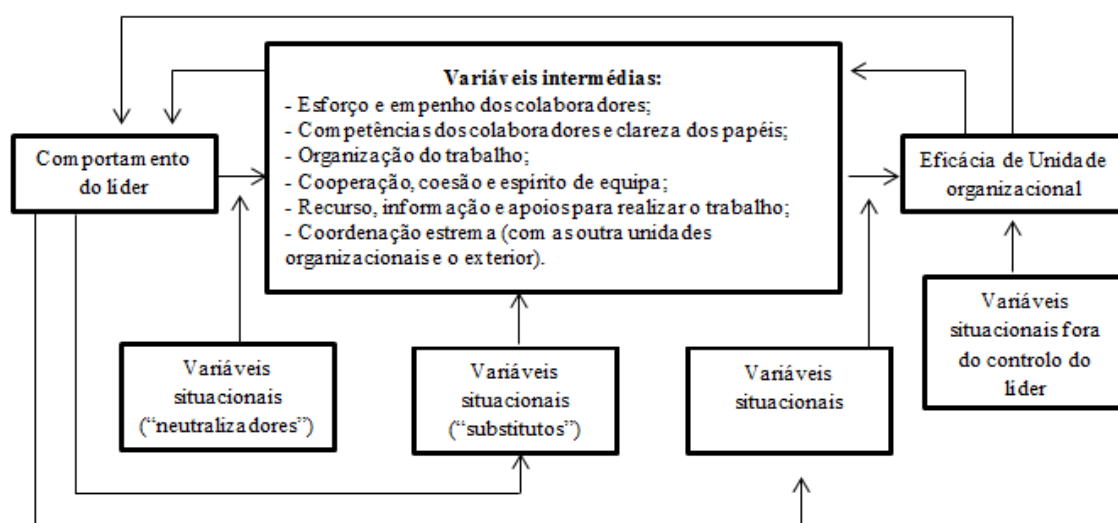 Variáveis intermédias:
- Esforço e empenho dos colaboradores;
- Competências dos colaboradores e clareza dos papéis;
- Organização do trabalho;
- Cooperação, coesão e espírito de equipa;
- Recurso, informação e apoios para realizar o trabalho;
- Coordenação estrema (com as outra unidades
organizacionais e o exterior).
Comportamento
do líder
Eficácia de Unidade
organizacional
Variáveis
situacionais
(“neutralizadores”)
Variáveis
situacionais
(“substitutos”)
Variáveis
situacionais
Variáveis
situacionais fora
do controlo do
líder